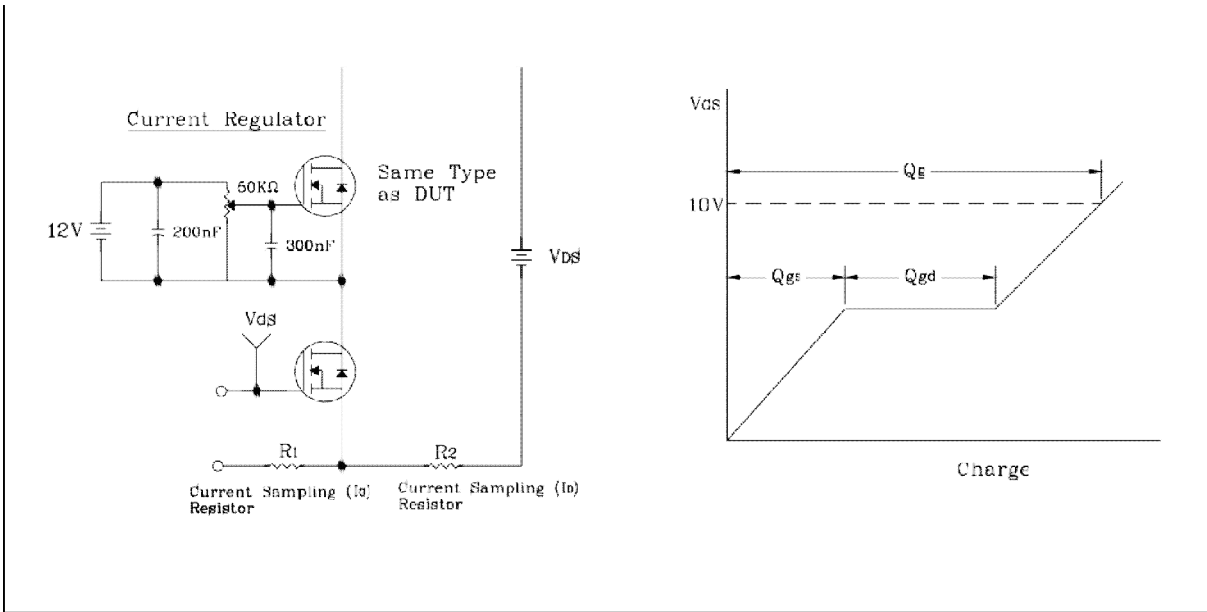 Current Regulator
50KΩ
Same Type
as DUT
12V
200nF
300nF
VDS
VGS
R1
R2
Current Sampling (IG)
Resistor
Current Sampling (ID)
Resistor
VGS
Qg
10V
Qgs
Qgd
Charge